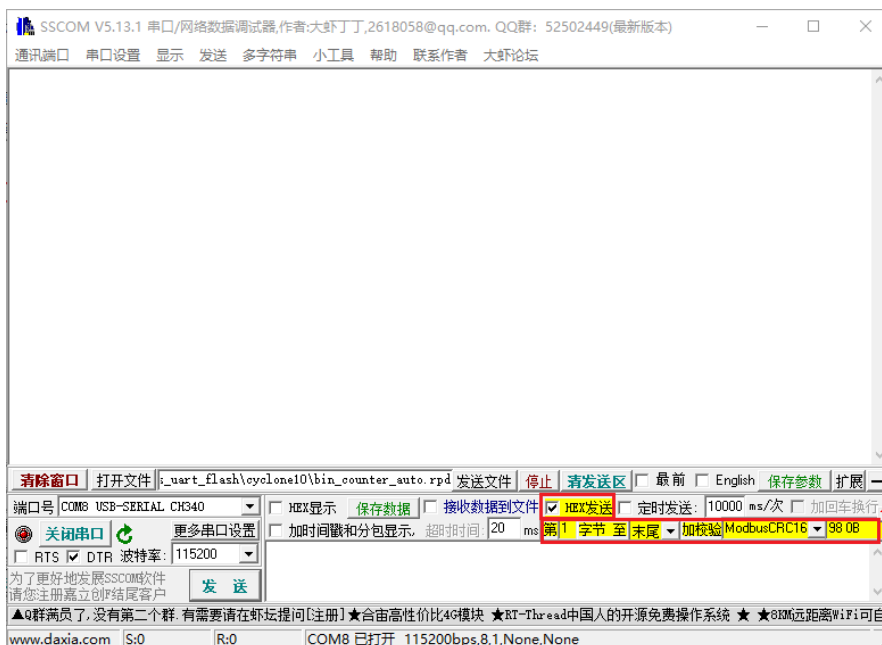 SSCOM V5.13.1 串口/网络数据调试器,作者:大虾丁丁,2618058@qq.com. QQ群: 52502449(最新版本)
通讯端口 串口设置 显示 发送 多字符串 小工具 帮助 联系作者 大虾论坛
清除窗口 打开文件 :_uart_flash\cyclone10\bin_counter_auto.rpd 发送文件 停止 清发送区 最前 English 保存参数 扩展 —
端口号 COM8 USB-SERIAL CH340 HEX显示 保存数据 接收数据到文件 HEX发送 定时发送: 10000 ms/次 加回车换行
关闭串口 更多串口设置 加时间戳和分包显示, 超时时间: 20 ms 第 1 字节 至 末尾 加校验 ModbusCRC16 98 0B
RTS DTR 波特率: 115200
为了更好地发展SSCOM软件
请您注册嘉立创F结尾客户
发 送
▲Q群满员了,没有第二个群.有需要请在虾坛提问[注册]★合宙高性价比4G模块 ★RT-Thread中国人的开源免费操作系统 ★ ★8KM远距离WiFi可自
www.daxia.com S:0 R:0 COM8 已打开 115200bps,8,1,None,None